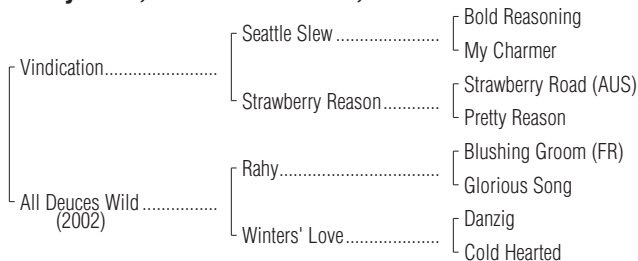 Bold Reasoning
Seattle Slew
My Charmer
Vindication
Strawberry Road (AUS)
Strawberry Reason
Pretty Reason
Blushing Groom (FR)
Rahy
Glorious Song
All Deuces Wild
(2002)
Danzig
Winters' Love
Cold Hearted